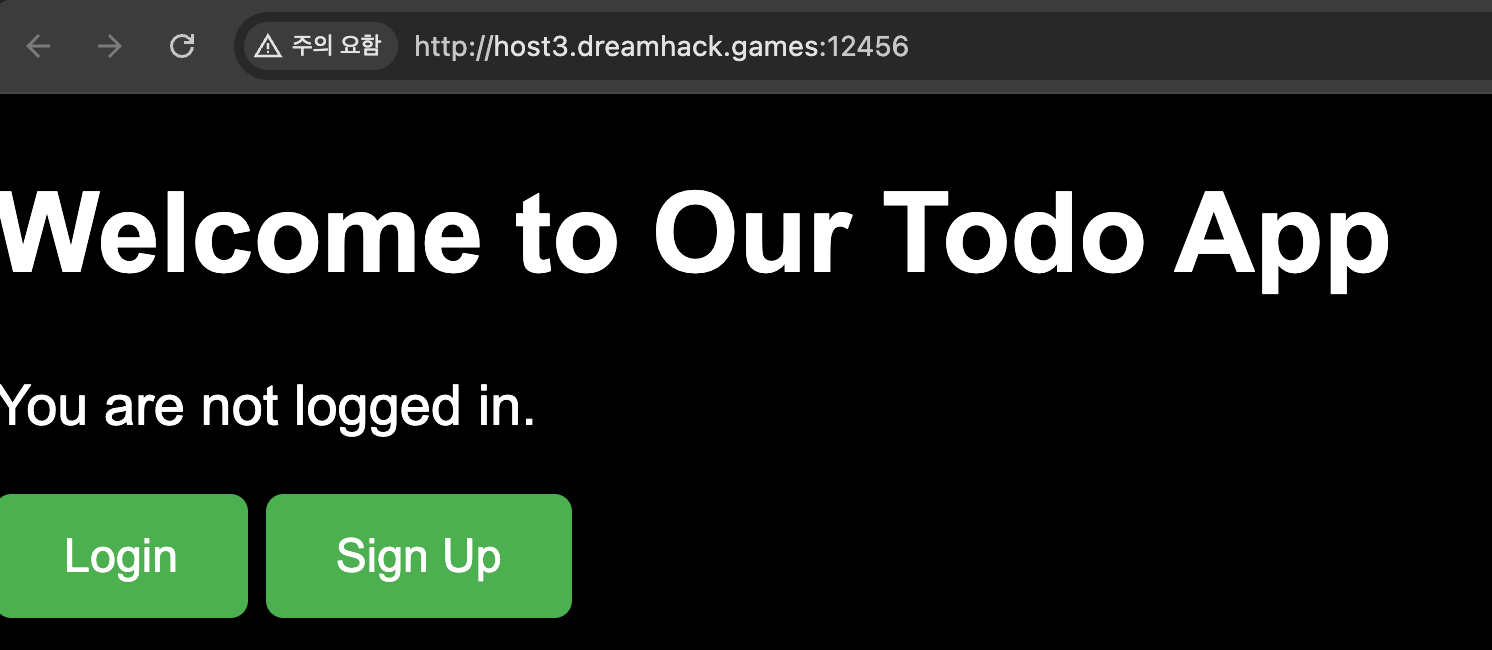 주의 요함 http://host3.dreamhack.games:12456
Welcome to Our Todo App
You are not logged in.
Login Sign Up